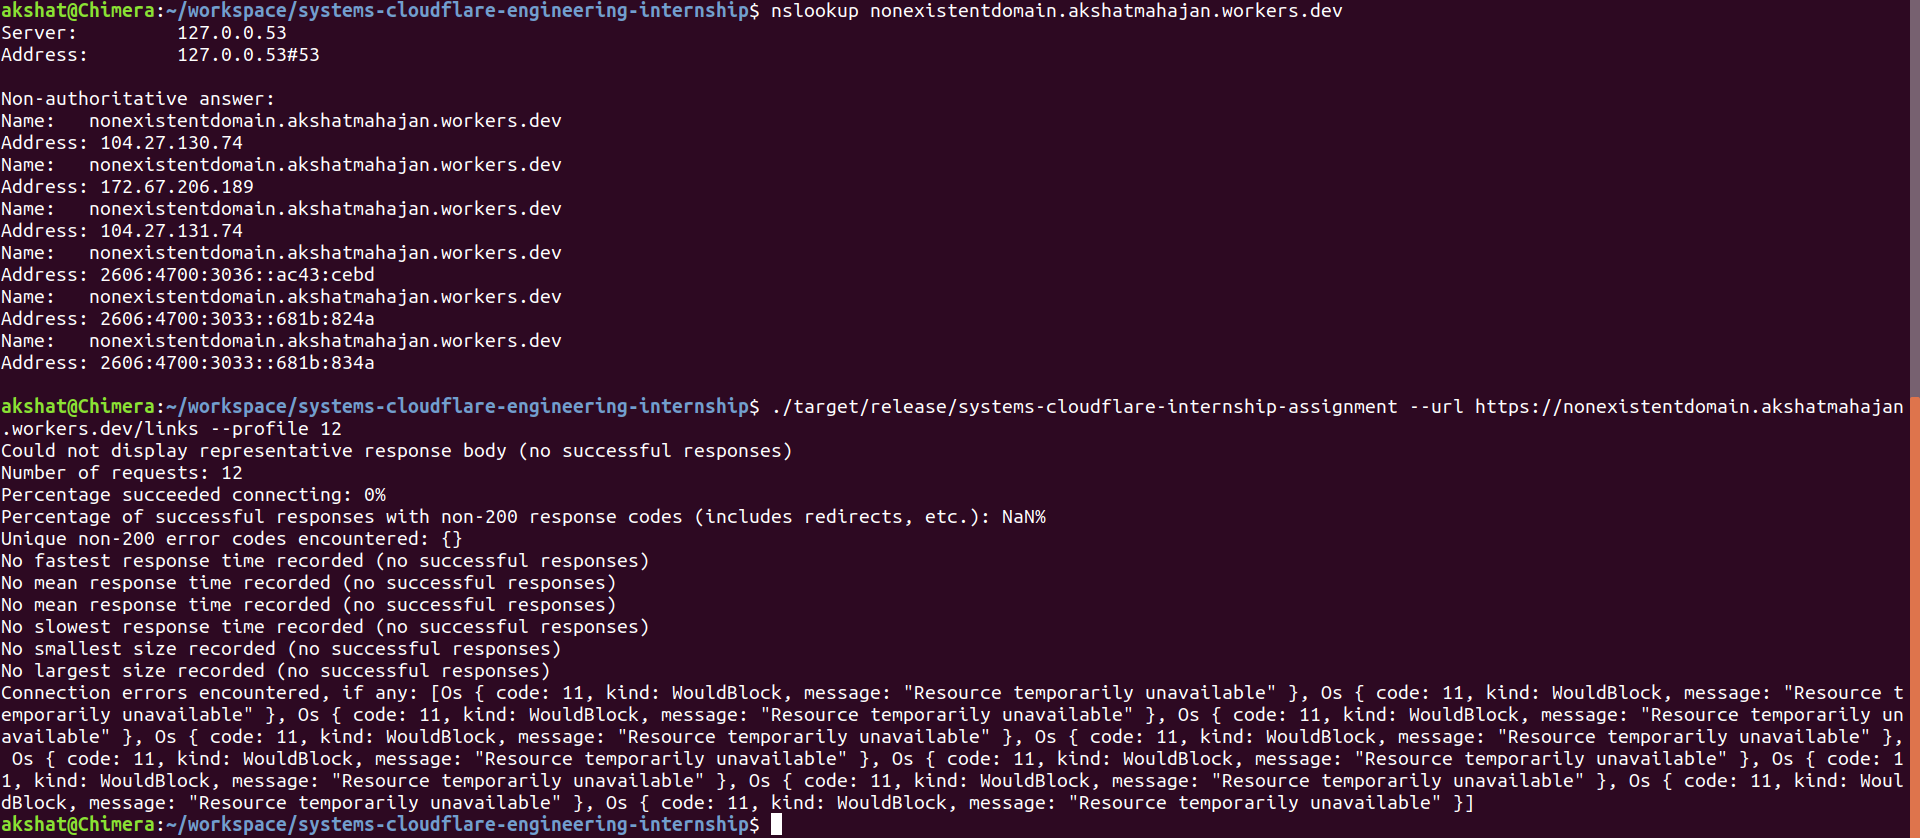 akshat@Chimera:~/workspace/systems-cloudflare-engineering-internship$ nslookup nonexistentdomain.akshatmahajan.workers.dev
Server:         127.0.0.53
Address:        127.0.0.53#53
Non-authoritative answer:
Name:   nonexistentdomain.akshatmahajan.workers.dev
Address: 104.27.130.74
Name:   nonexistentdomain.akshatmahajan.workers.dev
Address: 172.67.206.189
Name:   nonexistentdomain.akshatmahajan.workers.dev
Address: 104.27.131.74
Name:   nonexistentdomain.akshatmahajan.workers.dev
Address: 2606:4700:3036::ac43:cebd
Name:   nonexistentdomain.akshatmahajan.workers.dev
Address: 2606:4700:3033::681b:824a
Name:   nonexistentdomain.akshatmahajan.workers.dev
Address: 2606:4700:3033::681b:834a
akshat@Chimera:~/workspace/systems-cloudflare-engineering-internship$ ./target/release/systems-cloudflare-internship-assignment --url https://nonexistentdomain.akshatmahajan
.workers.dev/links --profile 12
Could not display representative response body (no successful responses)
Number of requests: 12
Percentage succeeded connecting: 0%
Percentage of successful responses with non-200 response codes (includes redirects, etc.): NaN%
Unique non-200 error codes encountered: {}
No fastest response time recorded (no successful responses)
No mean response time recorded (no successful responses)
No mean response time recorded (no successful responses)
No slowest response time recorded (no successful responses)
No smallest size recorded (no successful responses)
No largest size recorded (no successful responses)
Connection errors encountered, if any: [Os { code: 11, kind: WouldBlock, message: "Resource temporarily unavailable" }, Os { code: 11, kind: WouldBlock, message: "Resource t
emporarily unavailable" }, Os { code: 11, kind: WouldBlock, message: "Resource temporarily unavailable" }, Os { code: 11, kind: WouldBlock, message: "Resource temporarily un
available" }, Os { code: 11, kind: WouldBlock, message: "Resource temporarily unavailable" }, Os { code: 11, kind: WouldBlock, message: "Resource temporarily unavailable" },
 Os { code: 11, kind: WouldBlock, message: "Resource temporarily unavailable" }, Os { code: 11, kind: WouldBlock, message: "Resource temporarily unavailable" }, Os { code: 1
1, kind: WouldBlock, message: "Resource temporarily unavailable" }, Os { code: 11, kind: WouldBlock, message: "Resource temporarily unavailable" }, Os { code: 11, kind: Woul
dBlock, message: "Resource temporarily unavailable" }, Os { code: 11, kind: WouldBlock, message: "Resource temporarily unavailable" }]
akshat@Chimera:~/workspace/systems-cloudflare-engineering-internship$